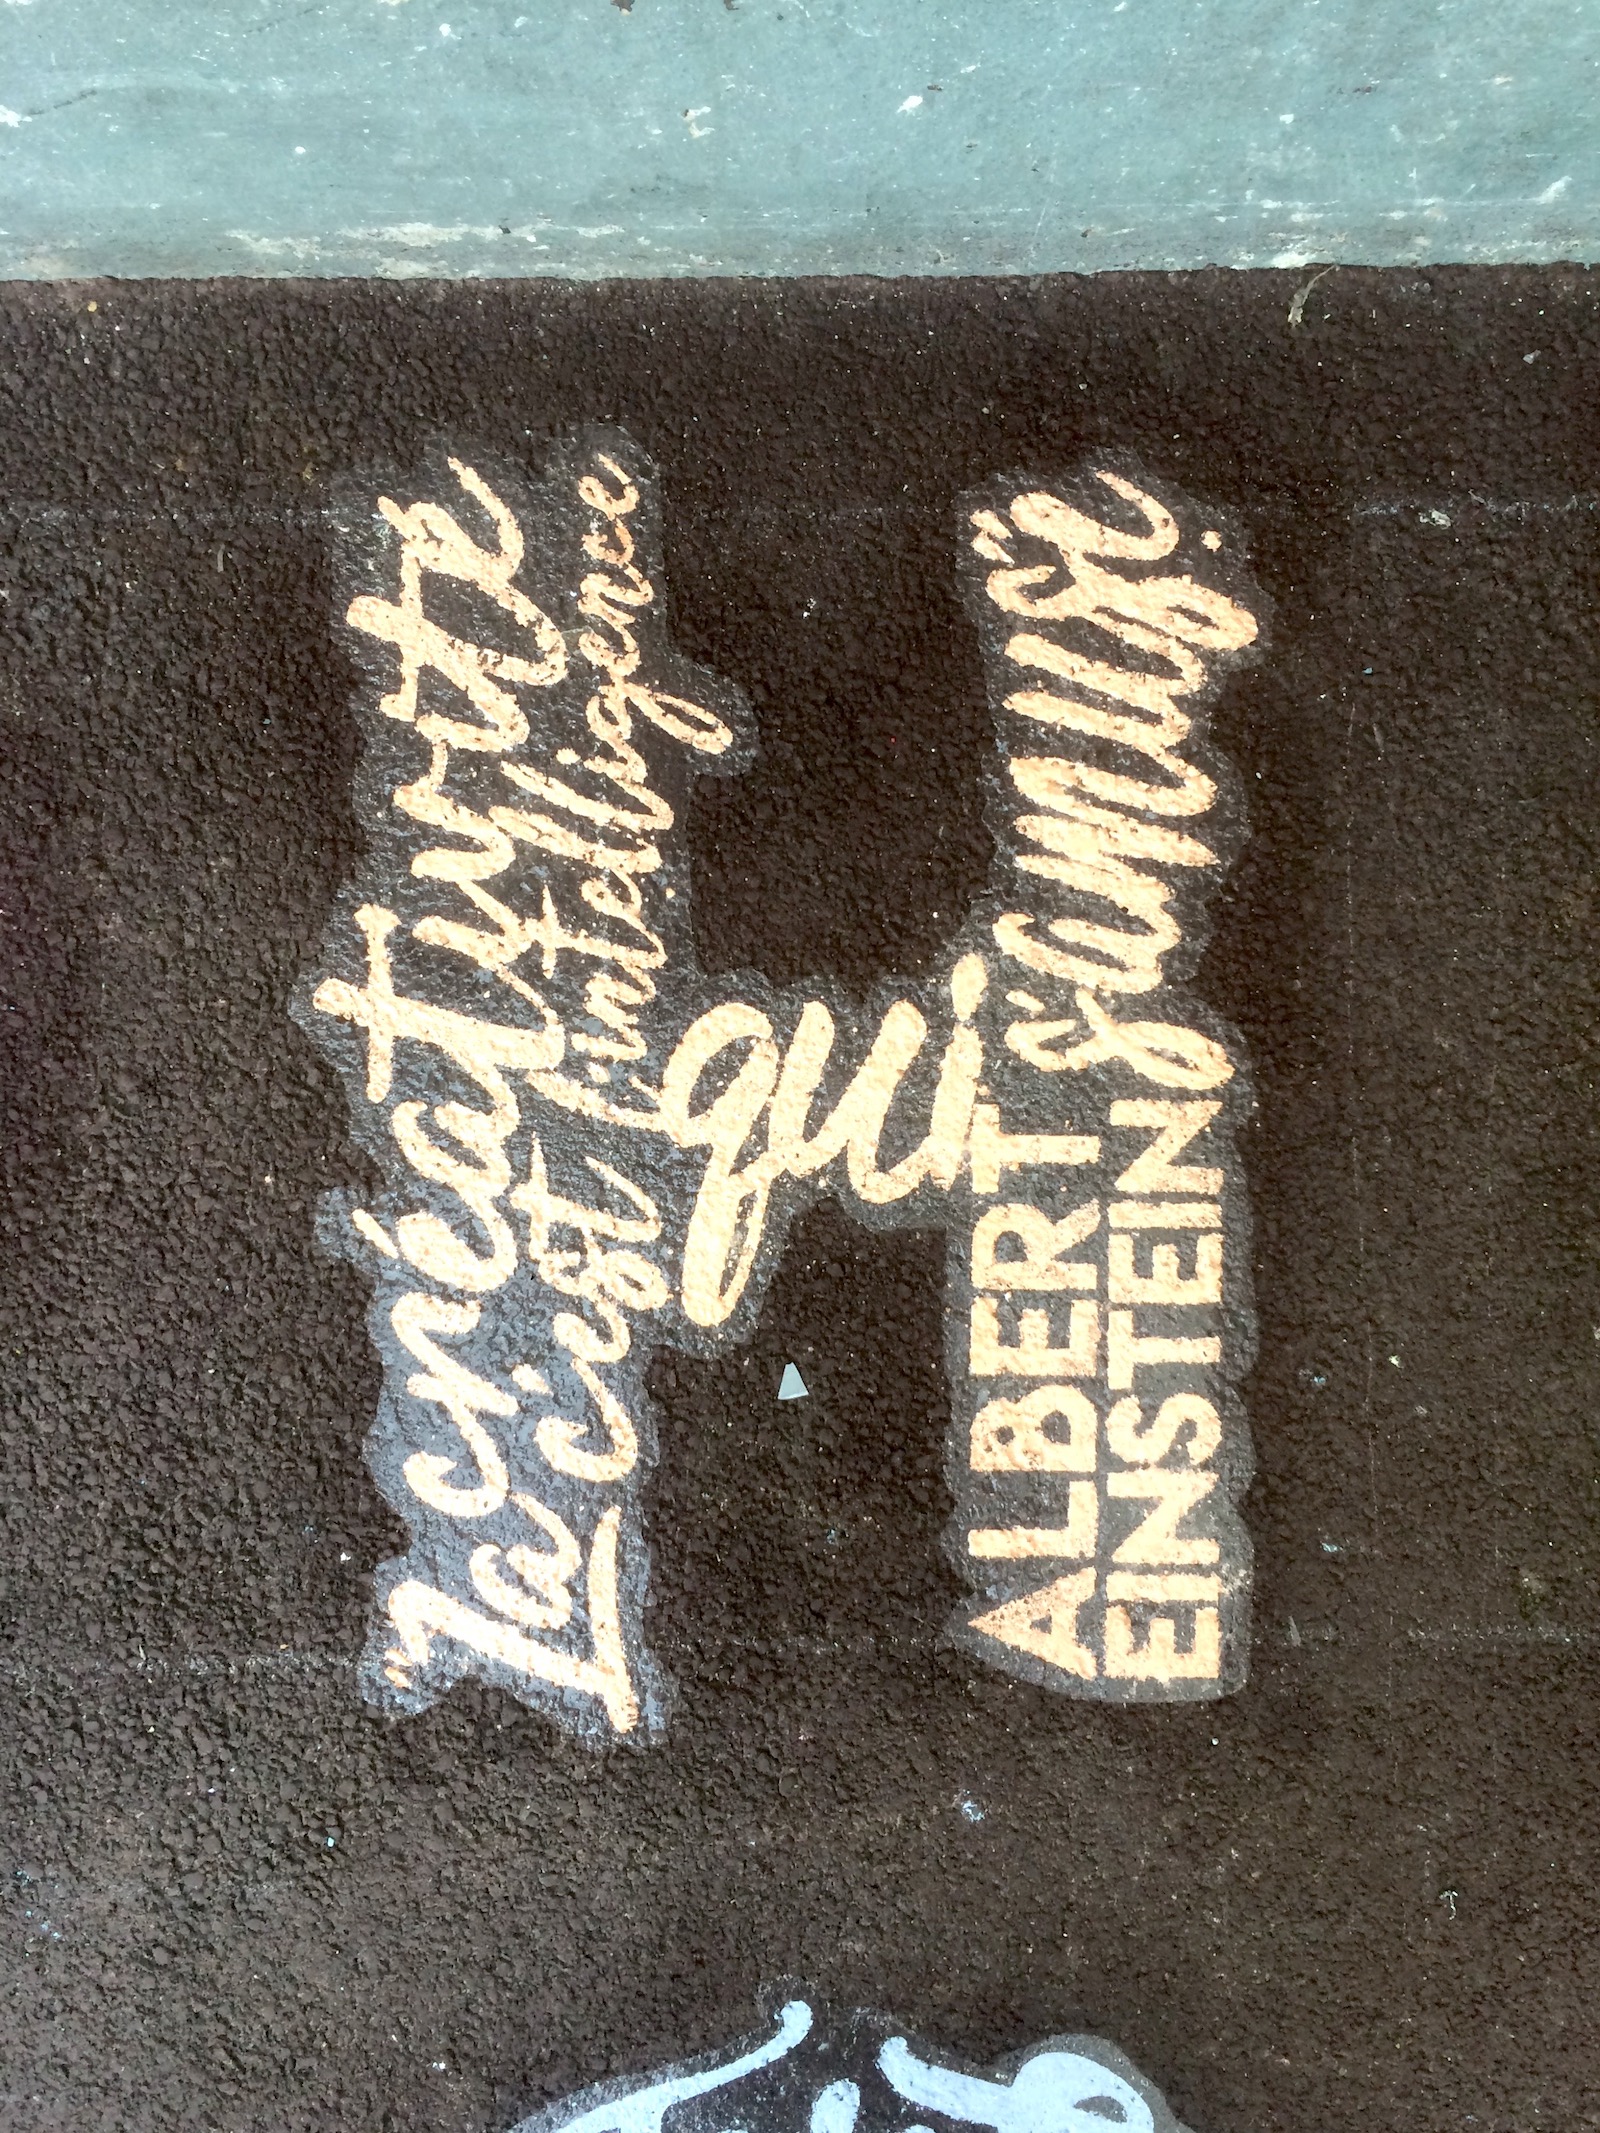 "La créativité
c'est l'intelligence
qui
s'amuse."
ALBERT
EINSTEIN